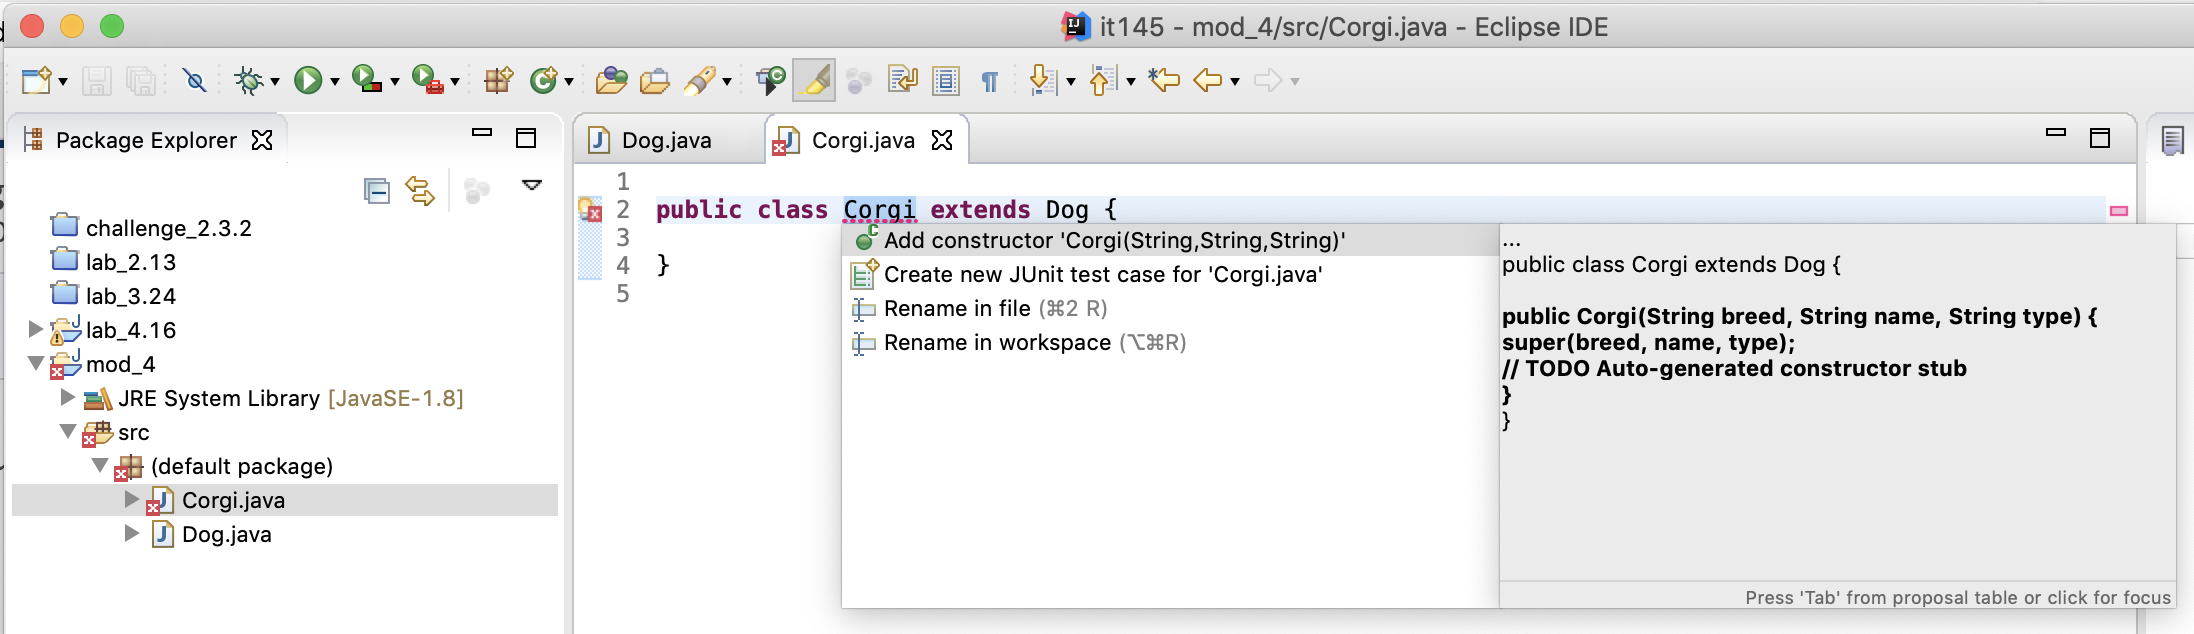 it145 - mod_4/src/Corgi.java - Eclipse IDE
Package Explorer
challenge_2.3.2
lab_2.13
lab_3.24
lab_4.16
mod_4
JRE System Library [JavaSE-1.8]
src
(default package)
Corgi.java
Dog.java
Dog.java
Corgi.java
1
2 public class Corgi extends Dog {
3
4 }
5
Add constructor 'Corgi(String,String,String)'
Create new JUnit test case for 'Corgi.java'
Rename in file (⌘2 R)
Rename in workspace (⌥⌘R)
...
public class Corgi extends Dog {
public Corgi(String breed, String name, String type) {
super(breed, name, type);
// TODO Auto-generated constructor stub
}
}
Press 'Tab' from proposal table or click for focus